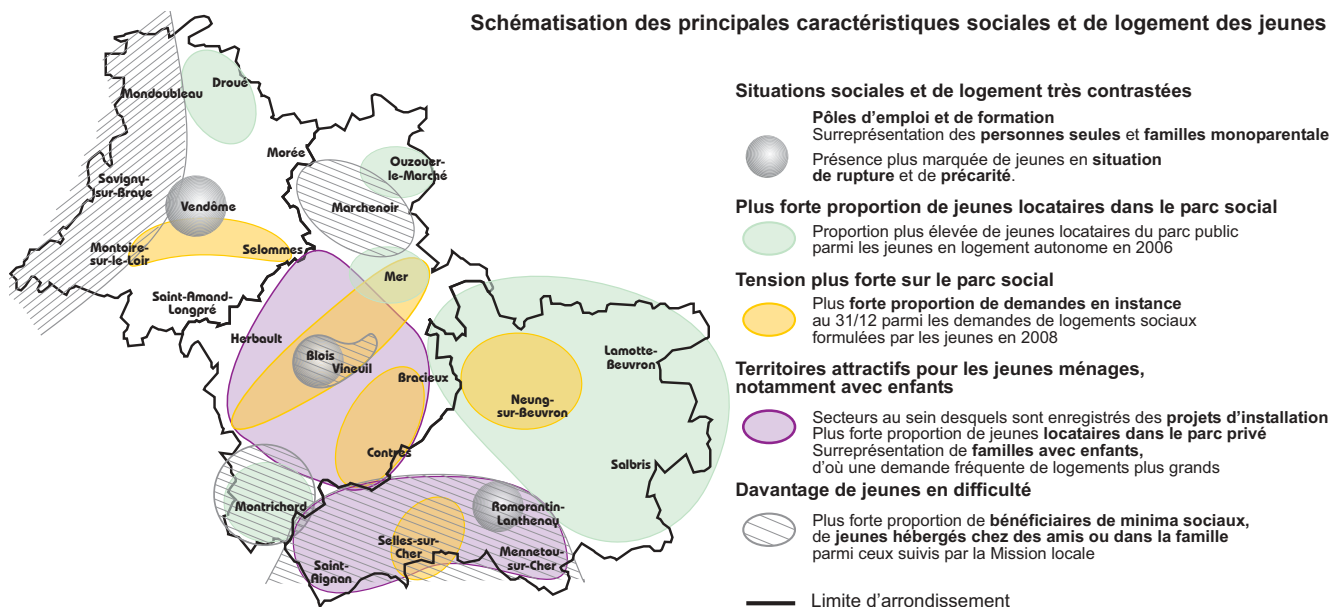 Schématisation des principales caractéristiques sociales et de logement des jeunes
Situations sociales et de logement très contrastées
Pôles d'emploi et de formation
Surreprésentation des personnes seules et familles monoparentale
Présence plus marquée de jeunes en situation
de rupture et de précarité.
Plus forte proportion de jeunes locataires dans le parc social
Proportion plus élevée de jeunes locataires du parc public
parmi les jeunes en logement autonome en 2006
Tension plus forte sur le parc social
Plus forte proportion de demandes en instance
au 31/12 parmi les demandes de logements sociaux
formulées par les jeunes en 2008
Territoires attractifs pour les jeunes ménages,
notamment avec enfants
Secteurs au sein desquels sont enregistrés des projets d'installation
Plus forte proportion de jeunes locataires dans le parc privé
Surreprésentation de familles avec enfants,
d'où une demande fréquente de logements plus grands
Davantage de jeunes en difficulté
Plus forte proportion de bénéficiaires de minima sociaux,
de jeunes hébergés chez des amis ou dans la famille
parmi ceux suivis par la Mission locale
Limite d'arrondissement
Droué
Mondoubleau
Morée
Ouzouer-
le-Marché
Savigny-
sur-Braye
Vendôme
Marchenoir
Montoire-
sur-le-Loir
Selommes
Mer
Saint-Amand-
Longpré
Herbault
Blois
Vineuil
Bracieux
Lamotte-
Beuvron
Neung-
sur-Beuvron
Contres
Salbris
Montrichard
Romorantin-
Lanthenay
Selles-sur-
Cher
Mennetou-
sur-Cher
Saint-
Aignan